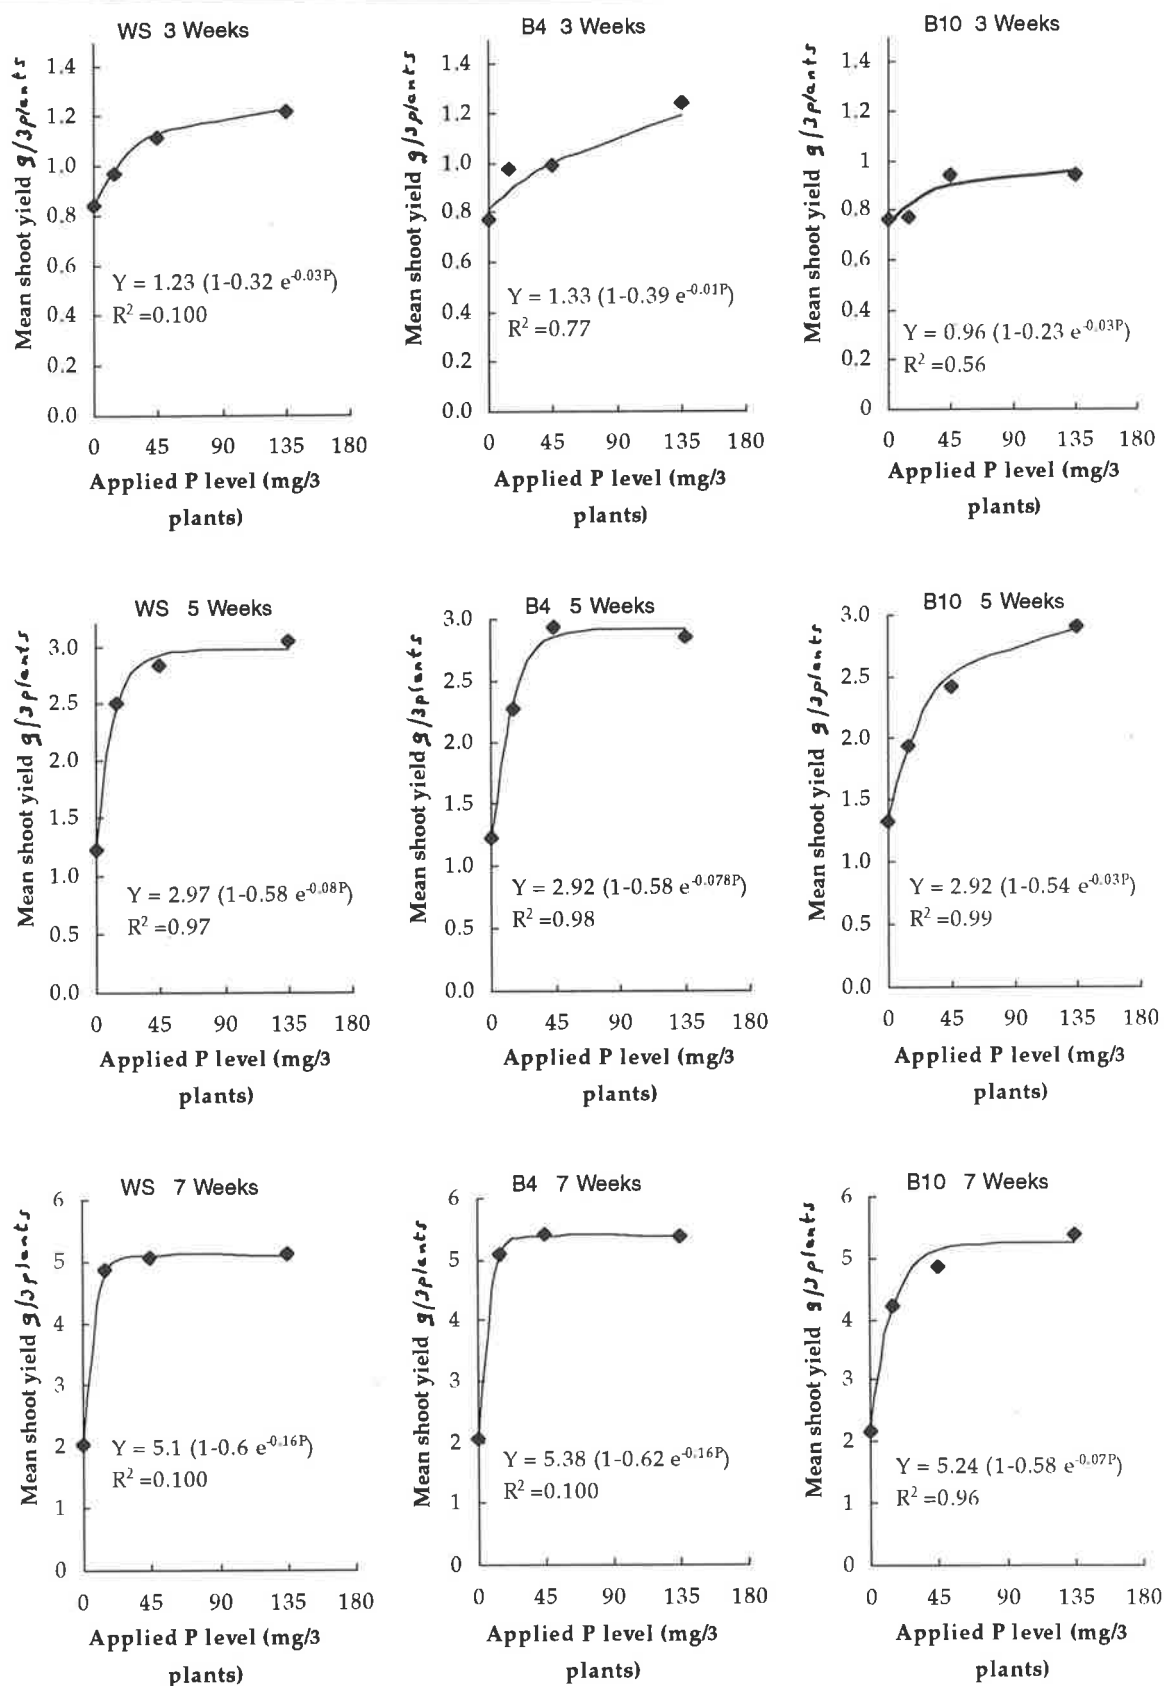 WS 3 Weeks
Mean shoot yield g/3plants
1.4
1.2
1.0
0.8
0.6
0.4
0.2
0.0
Y = 1.23 (1-0.32 e^-0.03P)
R² =0.100
0 45 90 135 180
Applied P level (mg/3
plants)
B4 3 Weeks
Mean shoot yield g/3plants
1.4
1.2
1.0
0.8
0.6
0.4
0.2
0.0
Y = 1.33 (1-0.39 e^-0.01P)
R² =0.77
0 45 90 135 180
Applied P level (mg/3
plants)
B10 3 Weeks
Mean shoot yield g/3plants
1.4
1.2
1
0.8
0.6
0.4
0.2
0
Y = 0.96 (1-0.23 e^-0.03P)
R² =0.56
0 45 90 135 180
Applied P level (mg/3
plants)
WS 5 Weeks
Mean shoot yield g/3plants
3.0
2.5
2.0
1.5
1.0
0.5
0.0
Y = 2.97 (1-0.58 e^-0.08P)
R² =0.97
0 45 90 135 180
Applied P level (mg/3
plants)
B4 5 Weeks
Mean shoot yield g/3plants
3.0
2.5
2.0
1.5
1.0
0.5
0.0
Y = 2.92 (1-0.58 e^-0.078P)
R² =0.98
0 45 90 135 180
Applied P level (mg/3
plants)
B10 5 Weeks
Mean shoot yield g/3plants
3.0
2.5
2.0
1.5
1.0
0.5
0.0
Y = 2.92 (1-0.54 e^-0.03P)
R² =0.99
0 45 90 135 180
Applied P level (mg/3
plants)
WS 7 Weeks
Mean shoot yield g/3plants
6
5
4
3
2
1
0
Y = 5.1 (1-0.6 e^-0.16P)
R² =0.100
0 45 90 135 180
Applied P level (mg/3
plants)
B4 7 Weeks
Mean shoot yield g/3plants
6
5
4
3
2
1
0
Y = 5.38 (1-0.62 e^-0.16P)
R² =0.100
0 45 90 135 180
Applied P level (mg/3
plants)
B10 7 Weeks
Mean shoot yield g/3plants
6
5
4
3
2
1
0
Y = 5.24 (1-0.58 e^-0.07P)
R² =0.96
0 45 90 135 180
Applied P level (mg/3
plants)